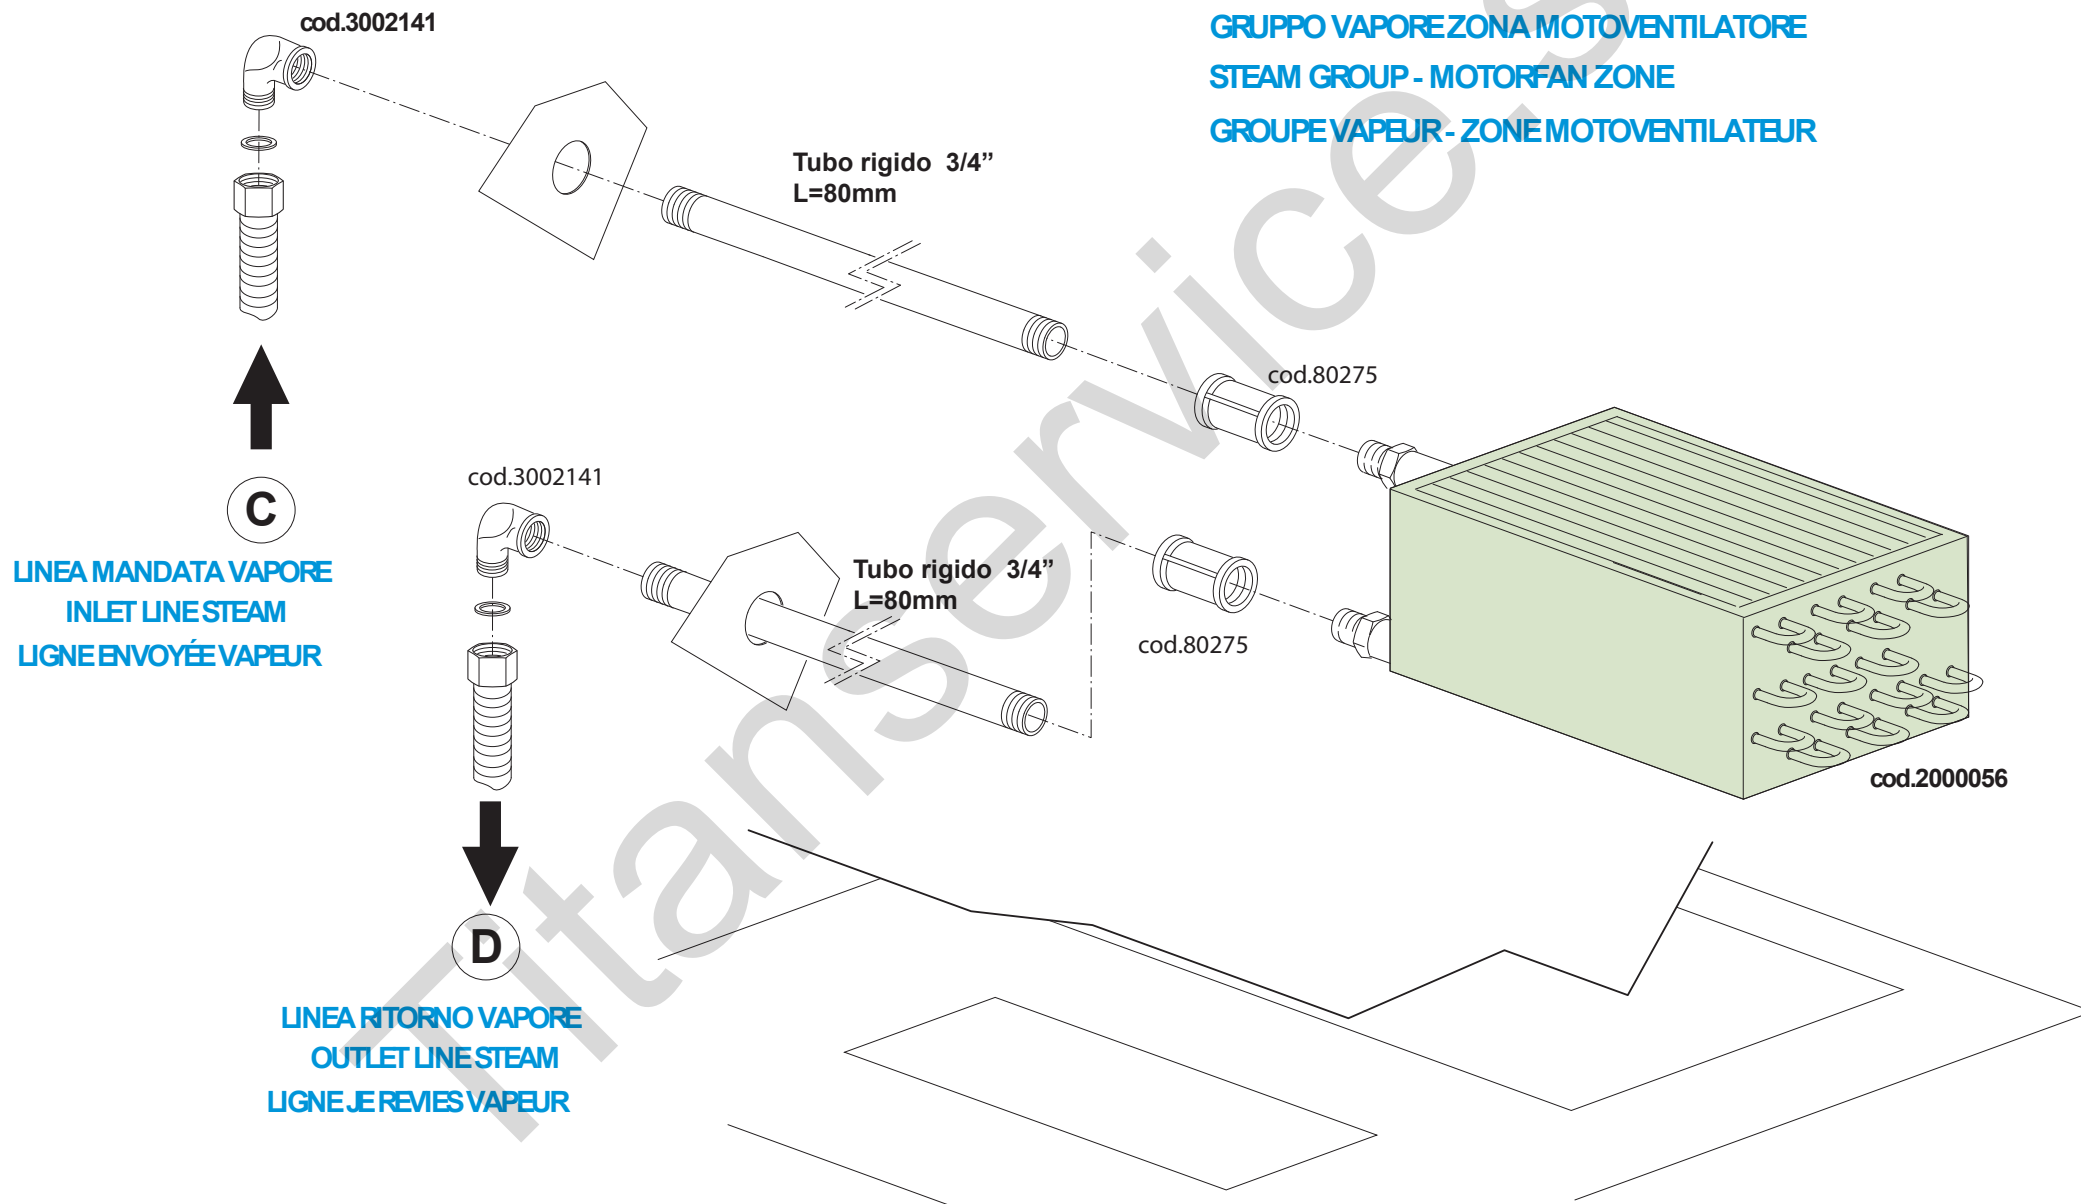 cod.3002141
GRUPPO VAPORE ZONA MOTOVENTILATORE
STEAM GROUP - MOTORFAN ZONE
GROUPE VAPEUR - ZONE MOTOVENTILATEUR
Tubo rigido 3/4”
L=80mm
cod.80275
C
LINEA MANDATA VAPORE
INLET LINE STEAM
LIGNE ENVOYÉE VAPEUR
cod.3002141
Tubo rigido 3/4”
L=80mm
cod.80275
cod.2000056
D
LINEA RITORNO VAPORE
OUTLET LINE STEAM
LIGNE JE REVIES VAPEUR
Titanservice.s